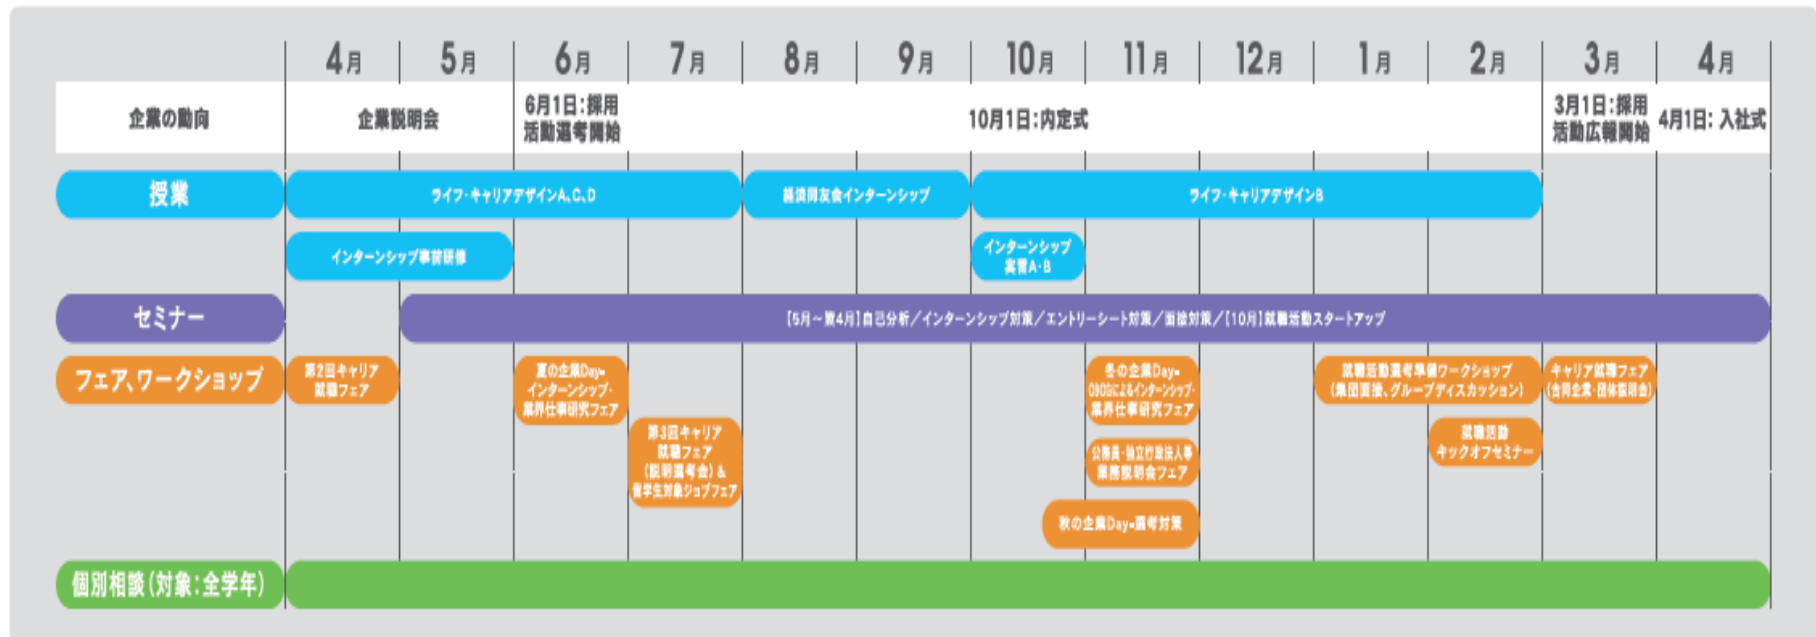 4月 5月 6月 7月 8月 9月 10月 11月 12月 1月 2月 3月 4月
企業の動向
企業説明会
6月1日:採用
活動選考開始
10月1日:内定式
3月1日:採用
活動広報開始
4月1日: 入社式
授業
ライフ・キャリアデザインA、C、D
経済同友会インターンシップ
ライフ・キャリアデザインB
インターンシップ事前研修
インターンシップ
実習A・B
セミナー
【5月～翌4月】自己分析／インターンシップ対策／エントリーシート対策／面接対策／【10月】就職活動スタートアップ
フェア、ワークショップ
第2回キャリア
就職フェア
夏の企業Day=
インターンシップ・
業界仕事研究フェア
第3回キャリア
就職フェア
(説明選考会) &
留学生対象ジョブフェア
冬の企業Day=
OBOGによるインターンシップ・
業界仕事研究フェア
公務員・独立行政法人等
業務説明会フェア
秋の企業Day=選考対策
就職活動選考準備ワークショップ
(集団面接、グループディスカッション)
就職活動
キックオフセミナー
キャリア就職フェア
(合同企業・団体説明会)
個別相談(対象:全学年)